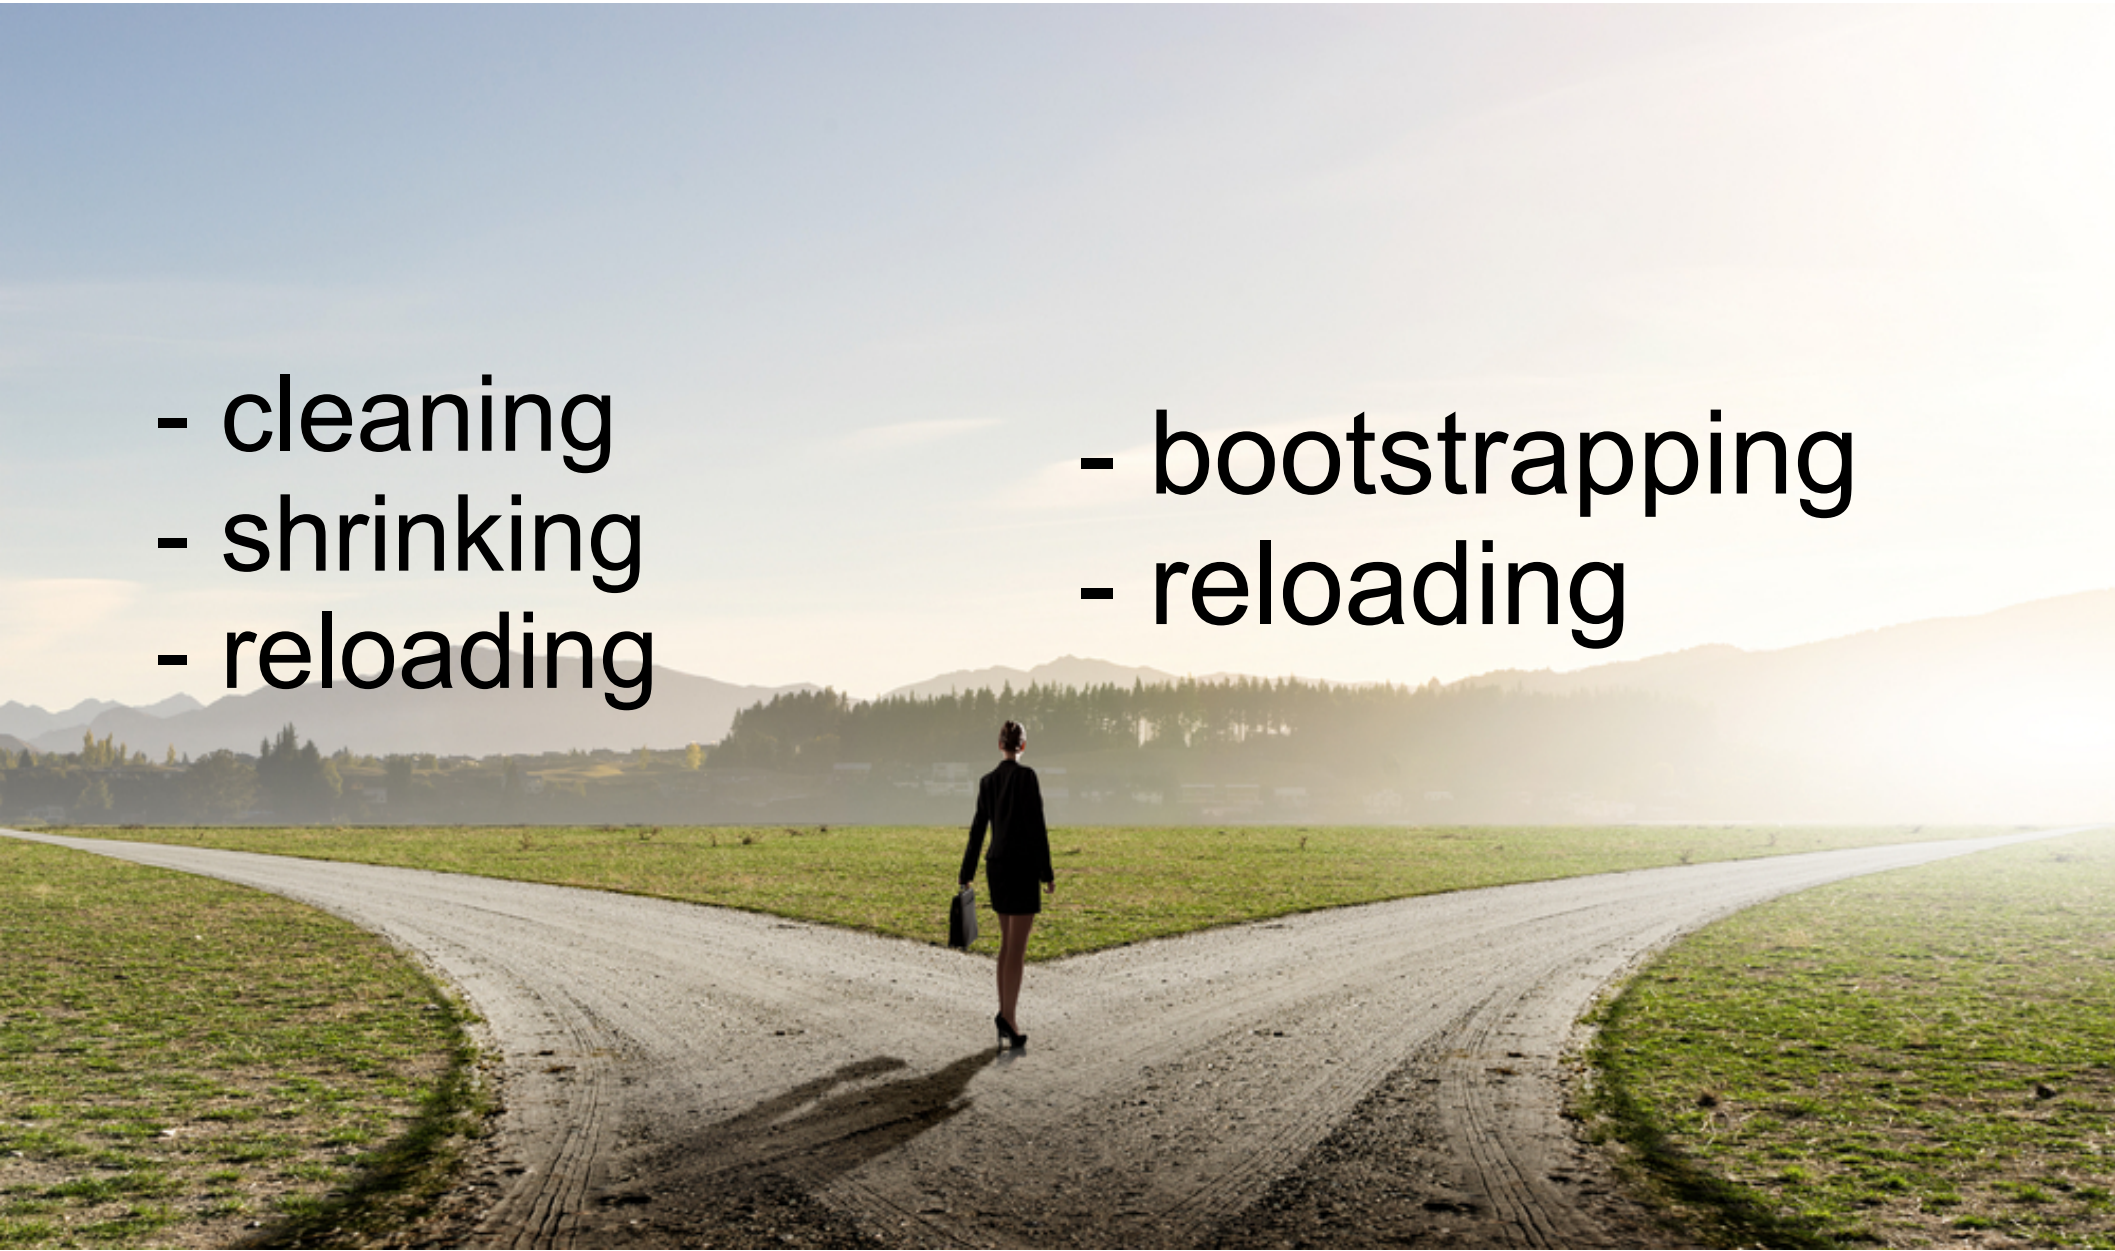 - cleaning
- shrinking
- reloading
- bootstrapping
- reloading